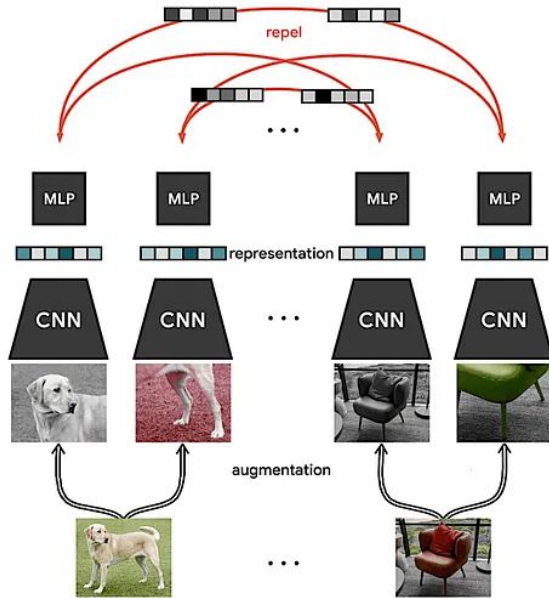 repel
...
MLP MLP MLP MLP
representation
CNN CNN ... CNN CNN
augmentation
...